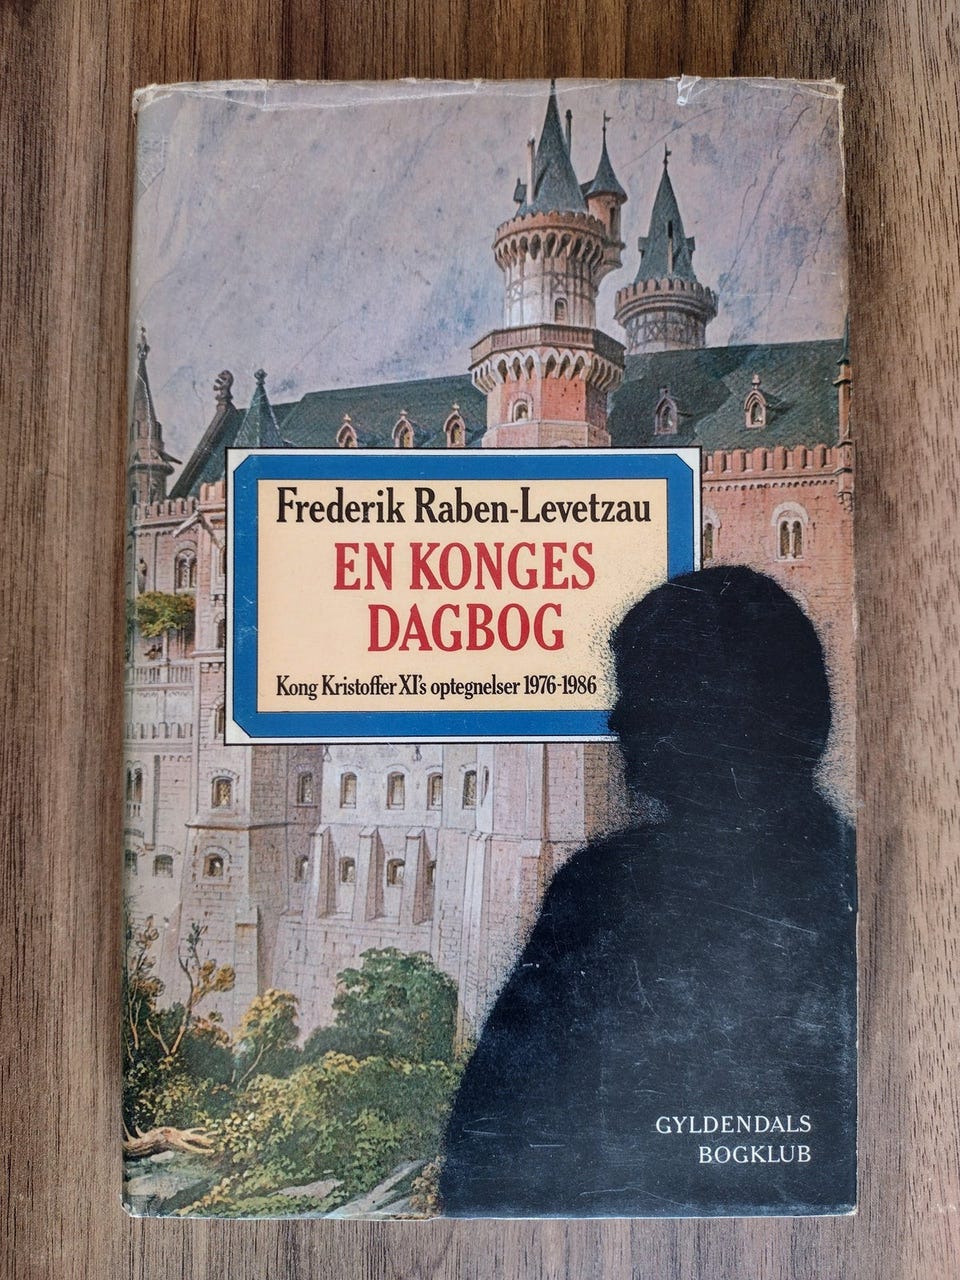 Frederik Raben-Levetzau
EN KONGES
DAGBOG
Kong Kristoffer XI's optegnelser 1976-1986
GYLDENDALS
BOGKLUB